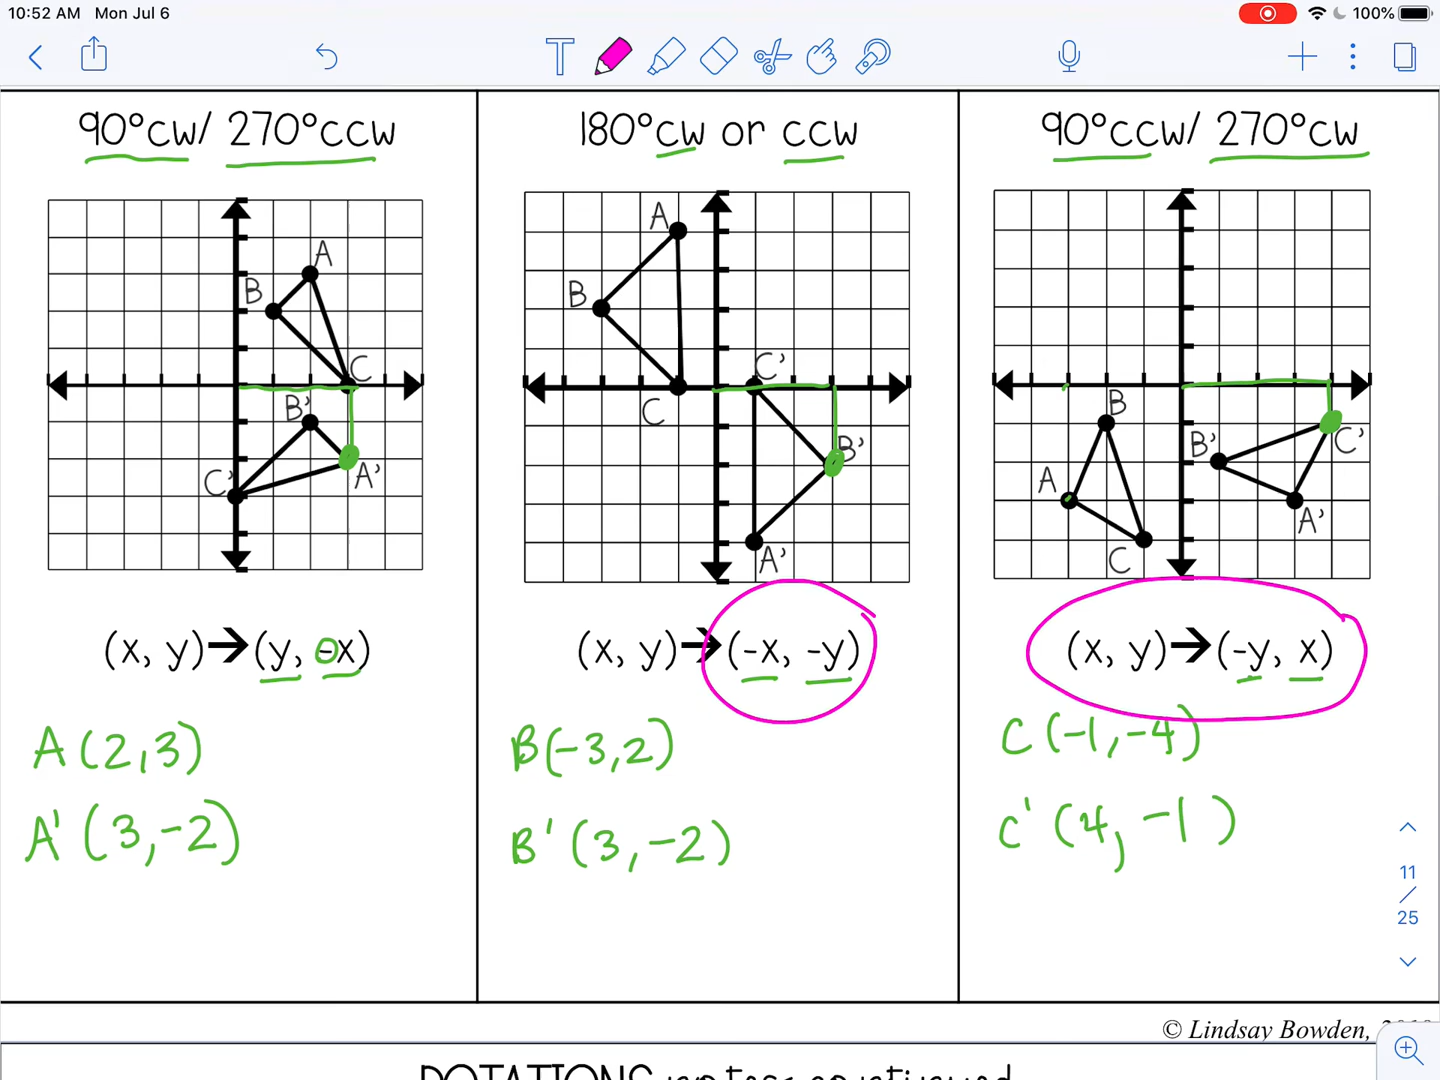 10:52 AM Mon Jul 6
100%
T
90°cw/ 270°ccw
A
B
C
B'
C'
A'
(x, y)→(y, -x)
A(2,3)
A'(3,-2)
180°cw or ccw
A
B
C'
C
B'
A'
(x, y)→(-x, -y)
B(-3,2)
B'(3,-2)
90°ccw/ 270°cw
B
B'
C'
A
A'
C
(x, y)→(-y, x)
C(-1,-4)
C'(4,-1)
11
/
25
© Lindsay Bowden,
ROTATIONS